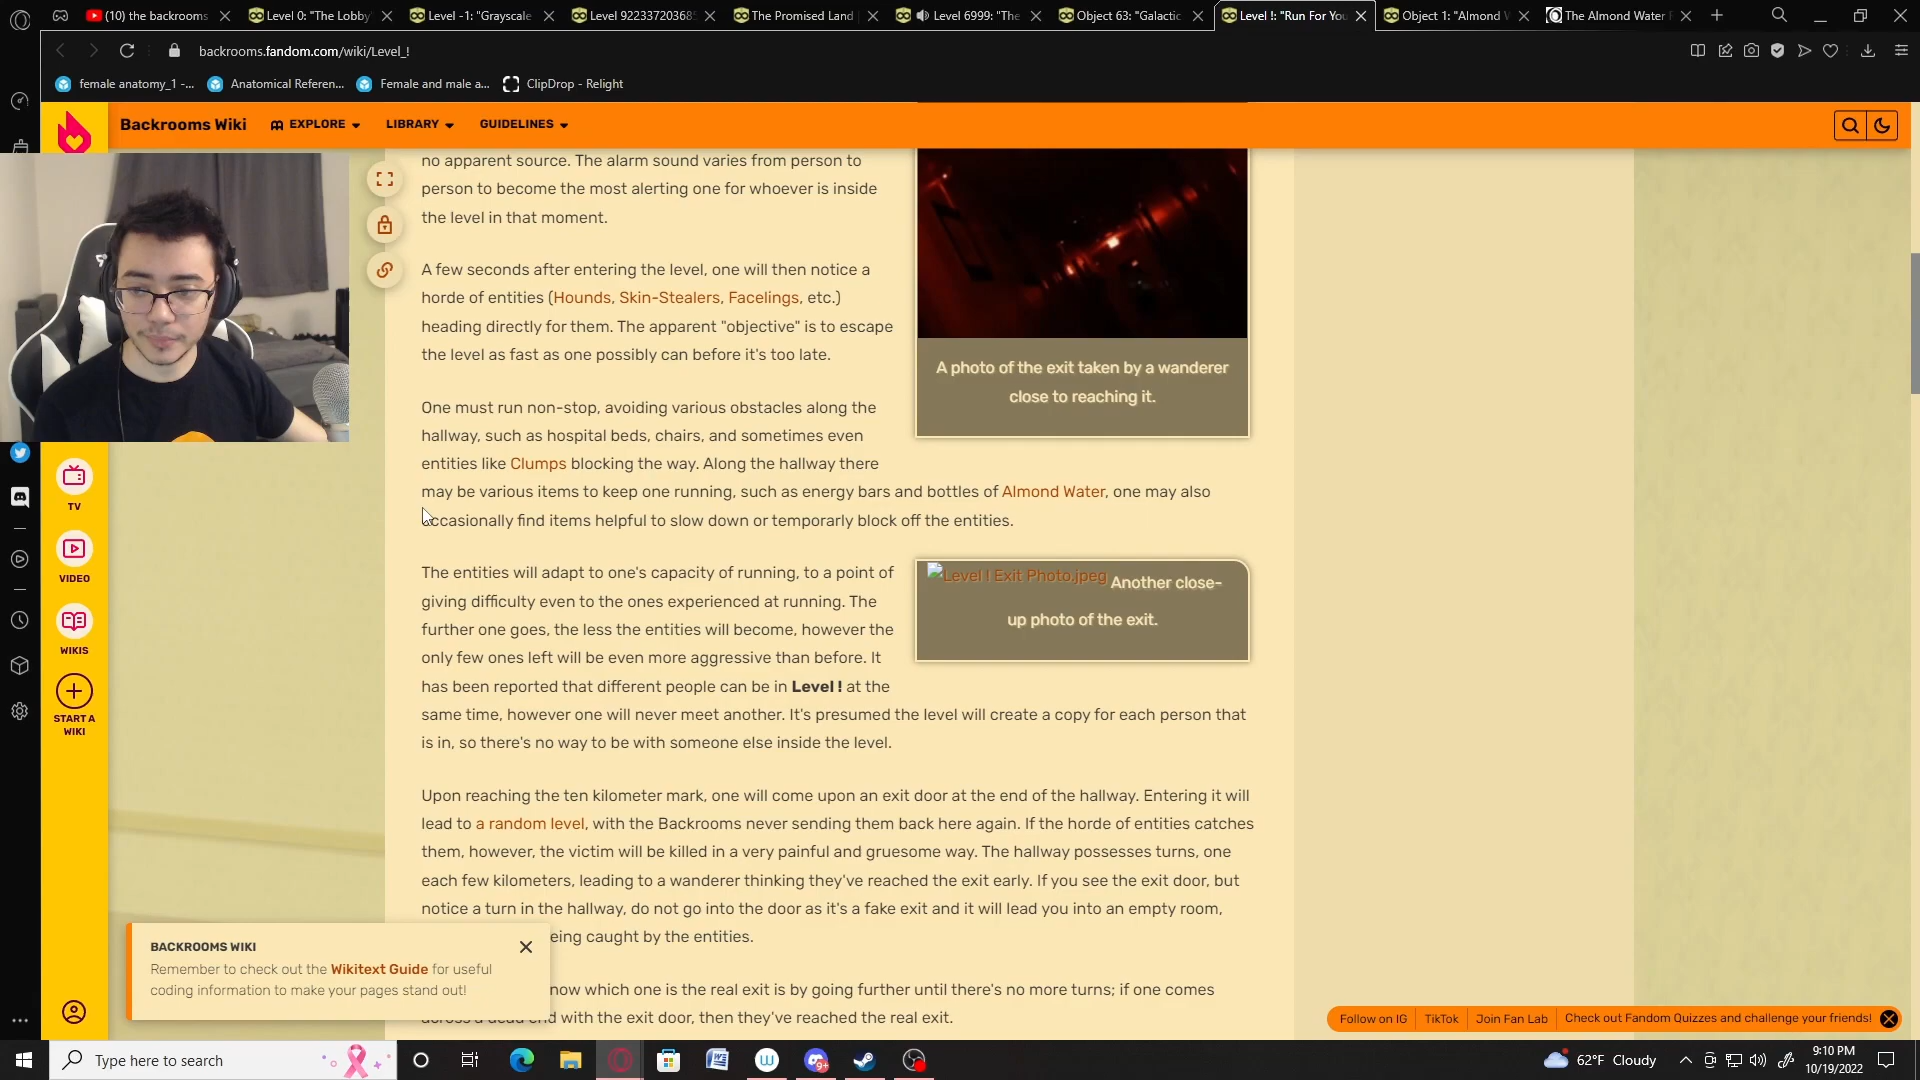 (10) the backrooms
Level 0: "The Lobby"
Level -1: "Grayscale
Level 92233720368
The Promised Land
Level 6999: "The
Object 63: "Galactic
Level !: "Run For You
Object 1: "Almond W
The Almond Water F
backrooms.fandom.com/wiki/Level_!
female anatomy_1 -...
Anatomical Referen...
Female and male a...
ClipDrop - Relight
Backrooms Wiki
EXPLORE
LIBRARY
GUIDELINES
no apparent source. The alarm sound varies from person to
person to become the most alerting one for whoever is inside
the level in that moment.
A few seconds after entering the level, one will then notice a
horde of entities (Hounds, Skin-Stealers, Facelings, etc.)
heading directly for them. The apparent "objective" is to escape
the level as fast as one possibly can before it's too late.
A photo of the exit taken by a wanderer
close to reaching it.
One must run non-stop, avoiding various obstacles along the
hallway, such as hospital beds, chairs, and sometimes even
entities like Clumps blocking the way. Along the hallway there
may be various items to keep one running, such as energy bars and bottles of Almond Water, one may also
occasionally find items helpful to slow down or temporarly block off the entities.
Level ! Exit Photo.jpeg Another close-
up photo of the exit.
The entities will adapt to one's capacity of running, to a point of
giving difficulty even to the ones experienced at running. The
further one goes, the less the entities will become, however the
only few ones left will be even more aggressive than before. It
has been reported that different people can be in Level ! at the
same time, however one will never meet another. It's presumed the level will create a copy for each person that
is in, so there's no way to be with someone else inside the level.
Upon reaching the ten kilometer mark, one will come upon an exit door at the end of the hallway. Entering it will
lead to a random level, with the Backrooms never sending them back here again. If the horde of entities catches
them, however, the victim will be killed in a very painful and gruesome way. The hallway possesses turns, one
each few kilometers, leading to a wanderer thinking they've reached the exit early. If you see the exit door, but
notice a turn in the hallway, do not go into the door as it's a fake exit and it will lead you into an empty room,
eing caught by the entities.
now which one is the real exit is by going further until there's no more turns; if one comes
across a dead end with the exit door, then they've reached the real exit.
TV
VIDEO
WIKIS
START A
WIKI
BACKROOMS WIKI
Remember to check out the Wikitext Guide for useful
coding information to make your pages stand out!
Follow on IG
TikTok
Join Fan Lab
Check out Fandom Quizzes and challenge your friends!
Type here to search
62°F Cloudy
9:10 PM
10/19/2022